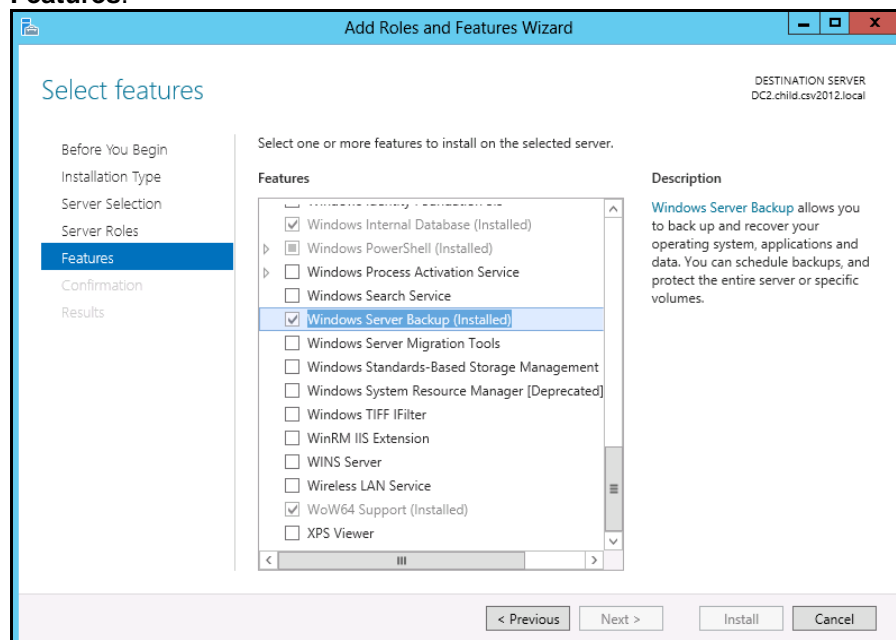 Features.
Add Roles and Features Wizard
Select features
DESTINATION SERVER
DC2.child.csv2012.local
Before You Begin
Installation Type
Server Selection
Server Roles
Features
Confirmation
Results
Select one or more features to install on the selected server.
Features
Windows Internal Database (Installed)
Windows PowerShell (Installed)
Windows Process Activation Service
Windows Search Service
Windows Server Backup (Installed)
Windows Server Migration Tools
Windows Standards-Based Storage Management
Windows System Resource Manager [Deprecated]
Windows TIFF IFilter
WinRM IIS Extension
WINS Server
Wireless LAN Service
WoW64 Support (Installed)
XPS Viewer
Description
Windows Server Backup allows you
to back up and recover your
operating system, applications and
data. You can schedule backups, and
protect the entire server or specific
volumes.
< Previous
Next >
Install
Cancel